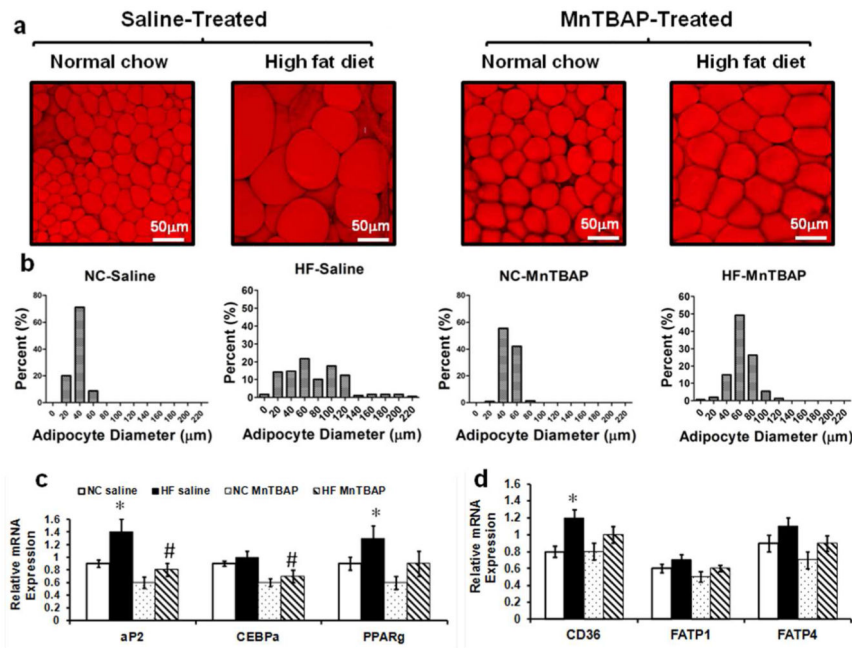 a
Saline-Treated
MnTBAP-Treated
Normal chow
High fat diet
Normal chow
High fat diet
50μm
50μm
50μm
50μm
b
NC-Saline
HF-Saline
NC-MnTBAP
HF-MnTBAP
Percent (%)
80
60
40
20
0
0 20 40 60 80 100 120 140 160 180 200 220
Adipocyte Diameter (μm)
Percent (%)
60
50
40
30
20
10
0
0 20 40 60 80 100 120 140 160 180 200 220
Adipocyte Diameter (μm)
Percent (%)
80
60
40
20
0
0 20 40 60 80 100 120 140 160 180 200 220
Adipocyte Diameter (μm)
Percent (%)
60
50
40
30
20
10
0
0 20 40 60 80 100 120 140 160 180 200 220
Adipocyte Diameter (μm)
c
NC saline HF saline NC MnTBAP HF MnTBAP
Relative mRNA
Expression
1.6
1.4
1.2
1
0.8
0.6
0.4
0.2
0
*
#
#
*
aP2 CEBPa PPARg
d
Relative mRNA
Expression
1.6
1.4
1.2
1
0.8
0.6
0.4
0.2
0
*
CD36 FATP1 FATP4